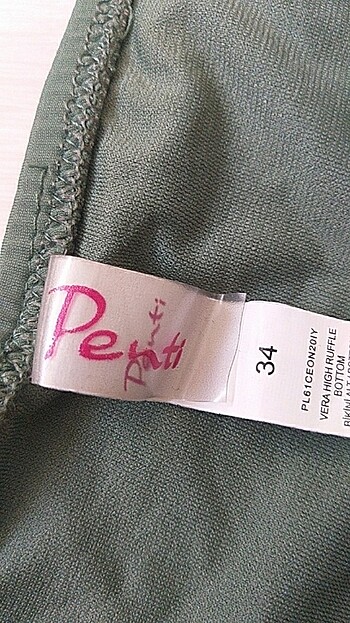 Penti
Penti
34
PL61CEON20IY
VERA HIGH RUFFLE
BOTTOM